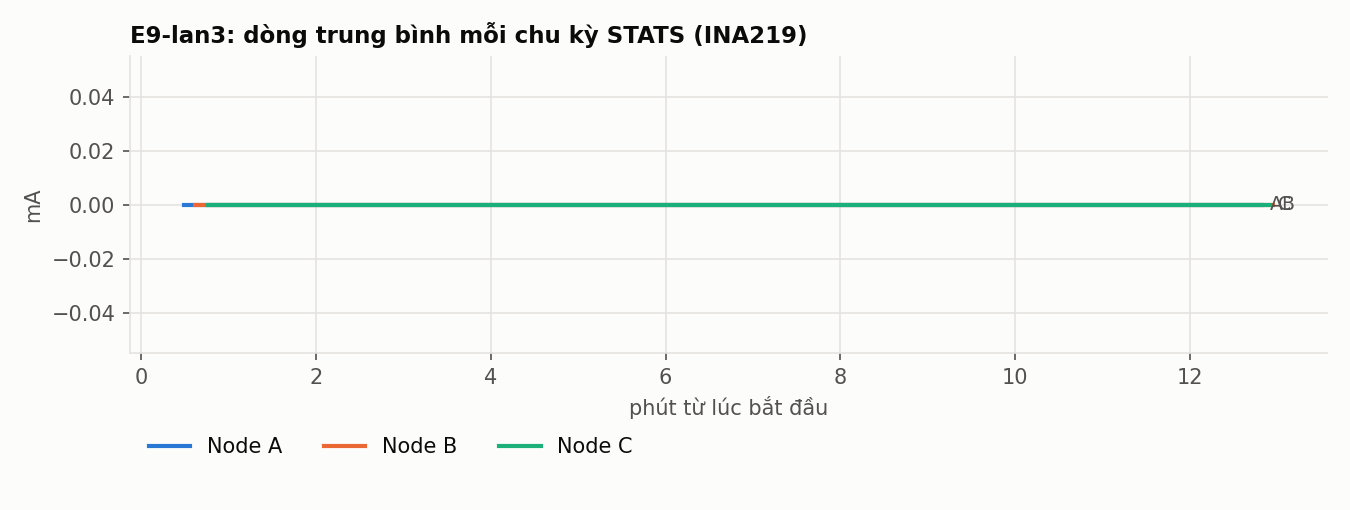 E9-lan3: dòng trung bình mỗi chu kỳ STATS (INA219)
0.04
0.02
0.00
−0.02
−0.04
mA
0 2 4 6 8 10 12
phút từ lúc bắt đầu
Node A Node B Node C